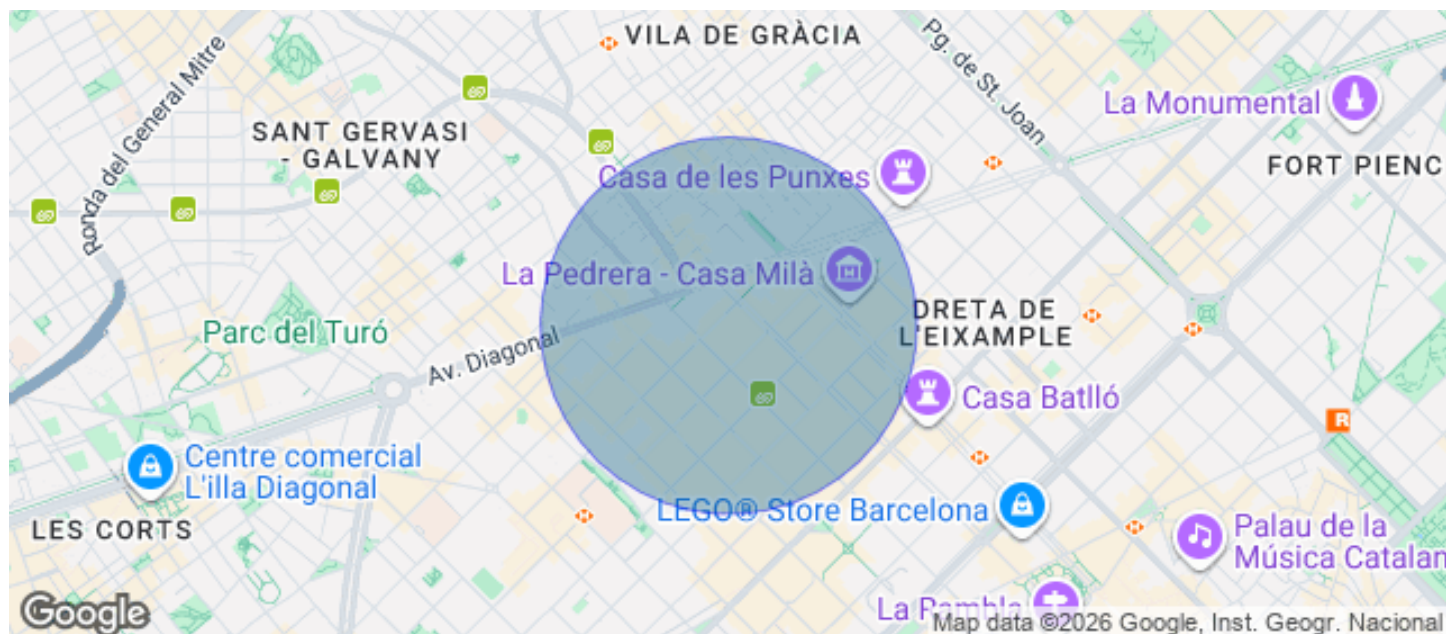 VILA DE GRÀCIA
Pg. de St. Joan
Ronda del General Mitre
La Monumental
SANT GERVASI
- GALVANY
FORT PIENC
Casa de les Punxes
La Pedrera - Casa Milà
DRETA DE
L'EIXAMPLE
Parc del Turó
Av. Diagonal
Casa Batlló
R
Centre comercial
L'illa Diagonal
LEGO® Store Barcelona
LES CORTS
Palau de la
Música Catalan
La Rambla
Google
Map data ©2026 Google, Inst. Geogr. Nacional